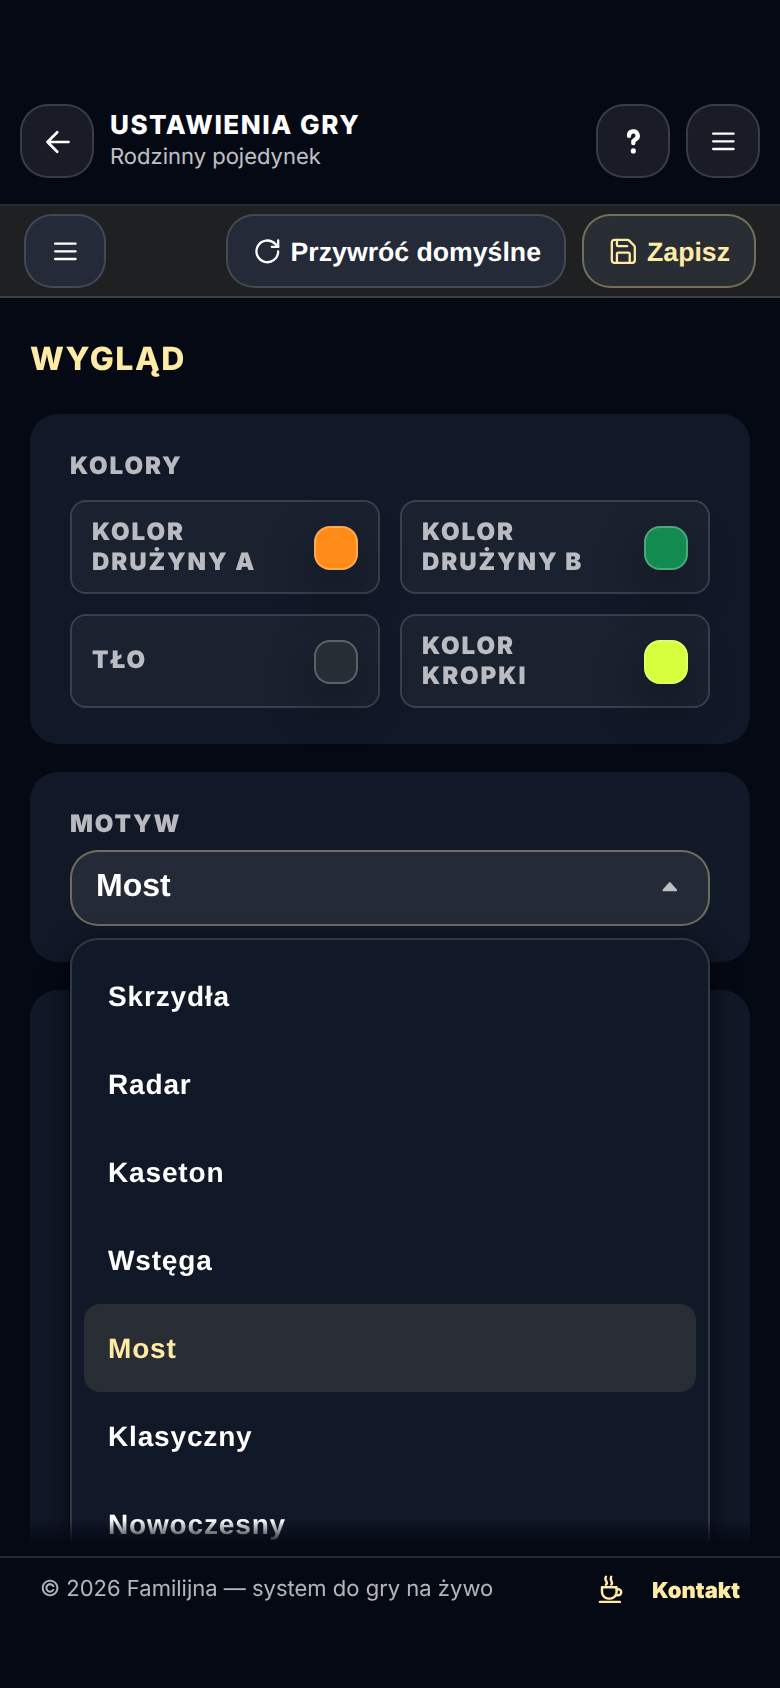 USTAWIENIA GRY
Rodzinny pojedynek
Przywróć domyślne
Zapisz
WYGLĄD
KOLORY
KOLOR
DRUŻYNY A
KOLOR
DRUŻYNY B
TŁO
KOLOR
KROPKI
MOTYW
Most
Skrzydła
Radar
Kaseton
Wstęga
Most
Klasyczny
Nowoczesny
© 2026 Familijna — system do gry na żywo
Kontakt